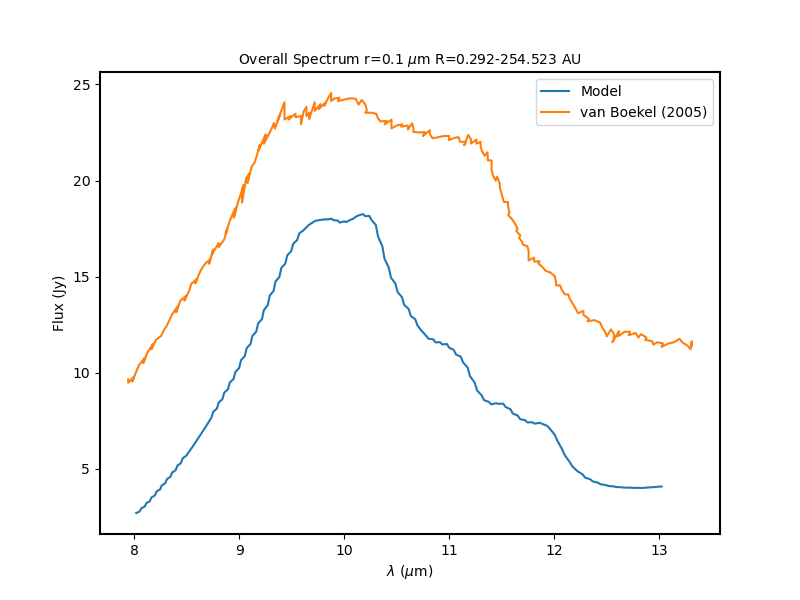 Overall Spectrum r=0.1 μm R=0.292-254.523 AU
Model
van Boekel (2005)
Flux (Jy)
25
20
15
10
5
8 9 10 11 12 13
λ (μm)